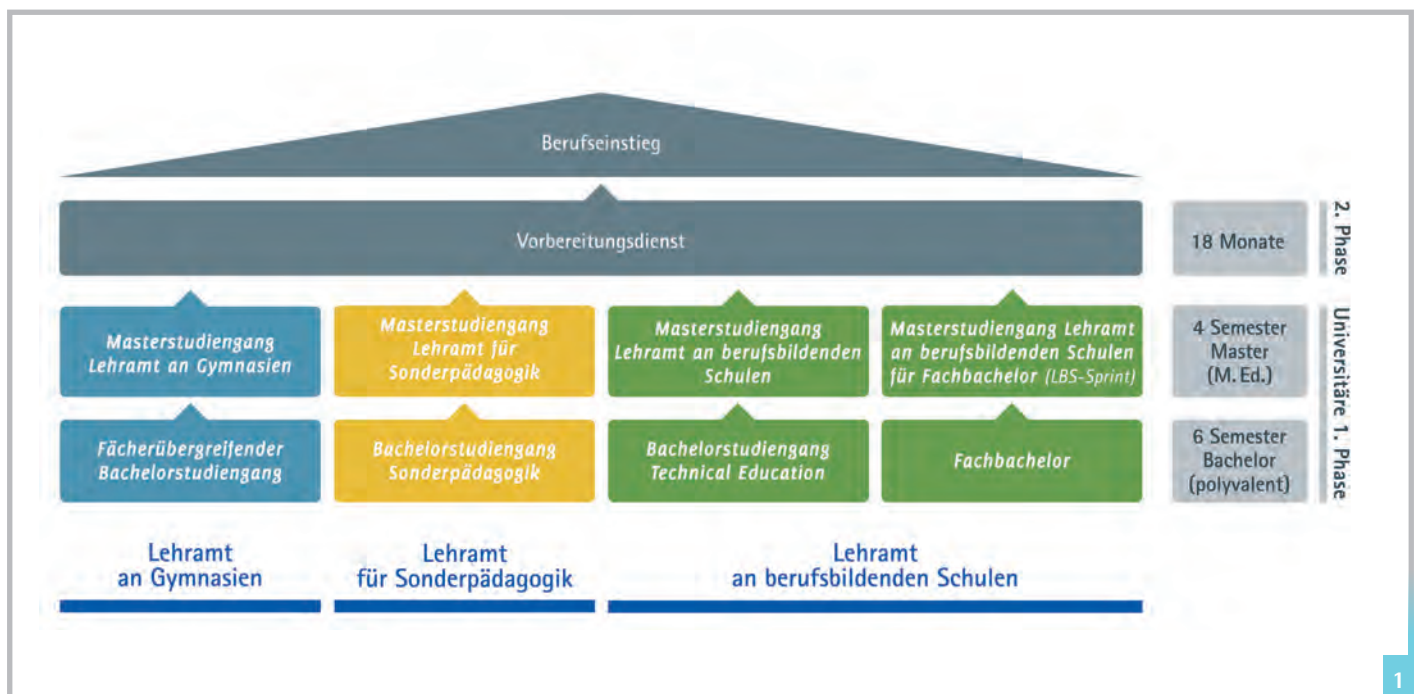 Berufseinstieg
Vorbereitungsdienst
18 Monate
2. Phase
Masterstudiengang
Lehramt an Gymnasien
Masterstudiengang
Lehramt für
Sonderpädagogik
Masterstudiengang
Lehramt an berufsbildenden
Schulen
Masterstudiengang Lehramt
an berufsbildenden Schulen
für Fachbachelor (LBS-Sprint)
4 Semester
Master
(M. Ed.)
Universitäre 1. Phase
Fächerübergreifender
Bachelorstudiengang
Bachelorstudiengang
Sonderpädagogik
Bachelorstudiengang
Technical Education
Fachbachelor
6 Semester
Bachelor
(polyvalent)
Lehramt
an Gymnasien
Lehramt
für Sonderpädagogik
Lehramt
an berufsbildenden Schulen
1